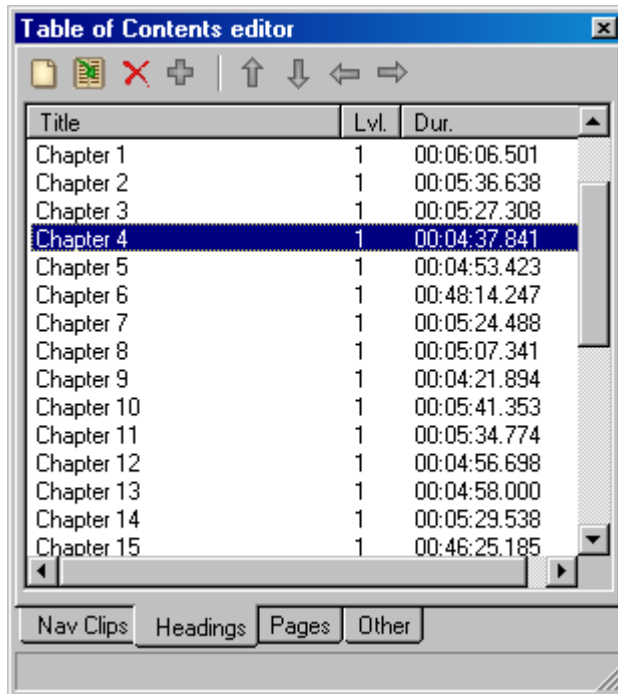 Table of Contents editor
Title Lvl. Dur.
Chapter 1 1 00:06:06.501
Chapter 2 1 00:05:36.638
Chapter 3 1 00:05:27.308
Chapter 4 1 00:04:37.841
Chapter 5 1 00:04:53.423
Chapter 6 1 00:48:14.247
Chapter 7 1 00:05:24.488
Chapter 8 1 00:05:07.341
Chapter 9 1 00:04:21.894
Chapter 10 1 00:05:41.353
Chapter 11 1 00:05:34.774
Chapter 12 1 00:04:56.698
Chapter 13 1 00:04:58.000
Chapter 14 1 00:05:29.538
Chapter 15 1 00:46:25.185
Nav Clips Headings Pages Other